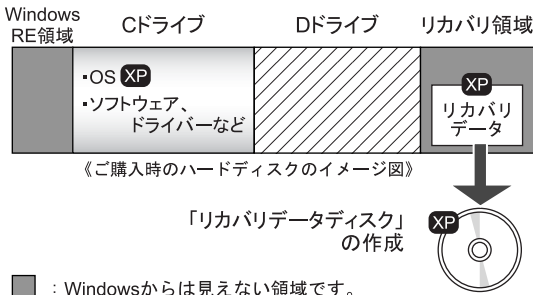 Windows
RE領域
Cドライブ
Dドライブ
リカバリ領域
▪OS XP
▪ソフトウェア、
ドライバーなど
XP
リカバリ
データ
《ご購入時のハードディスクのイメージ図》
「リカバリデータディスク」
の作成
XP
：Windowsからは見えない領域です。